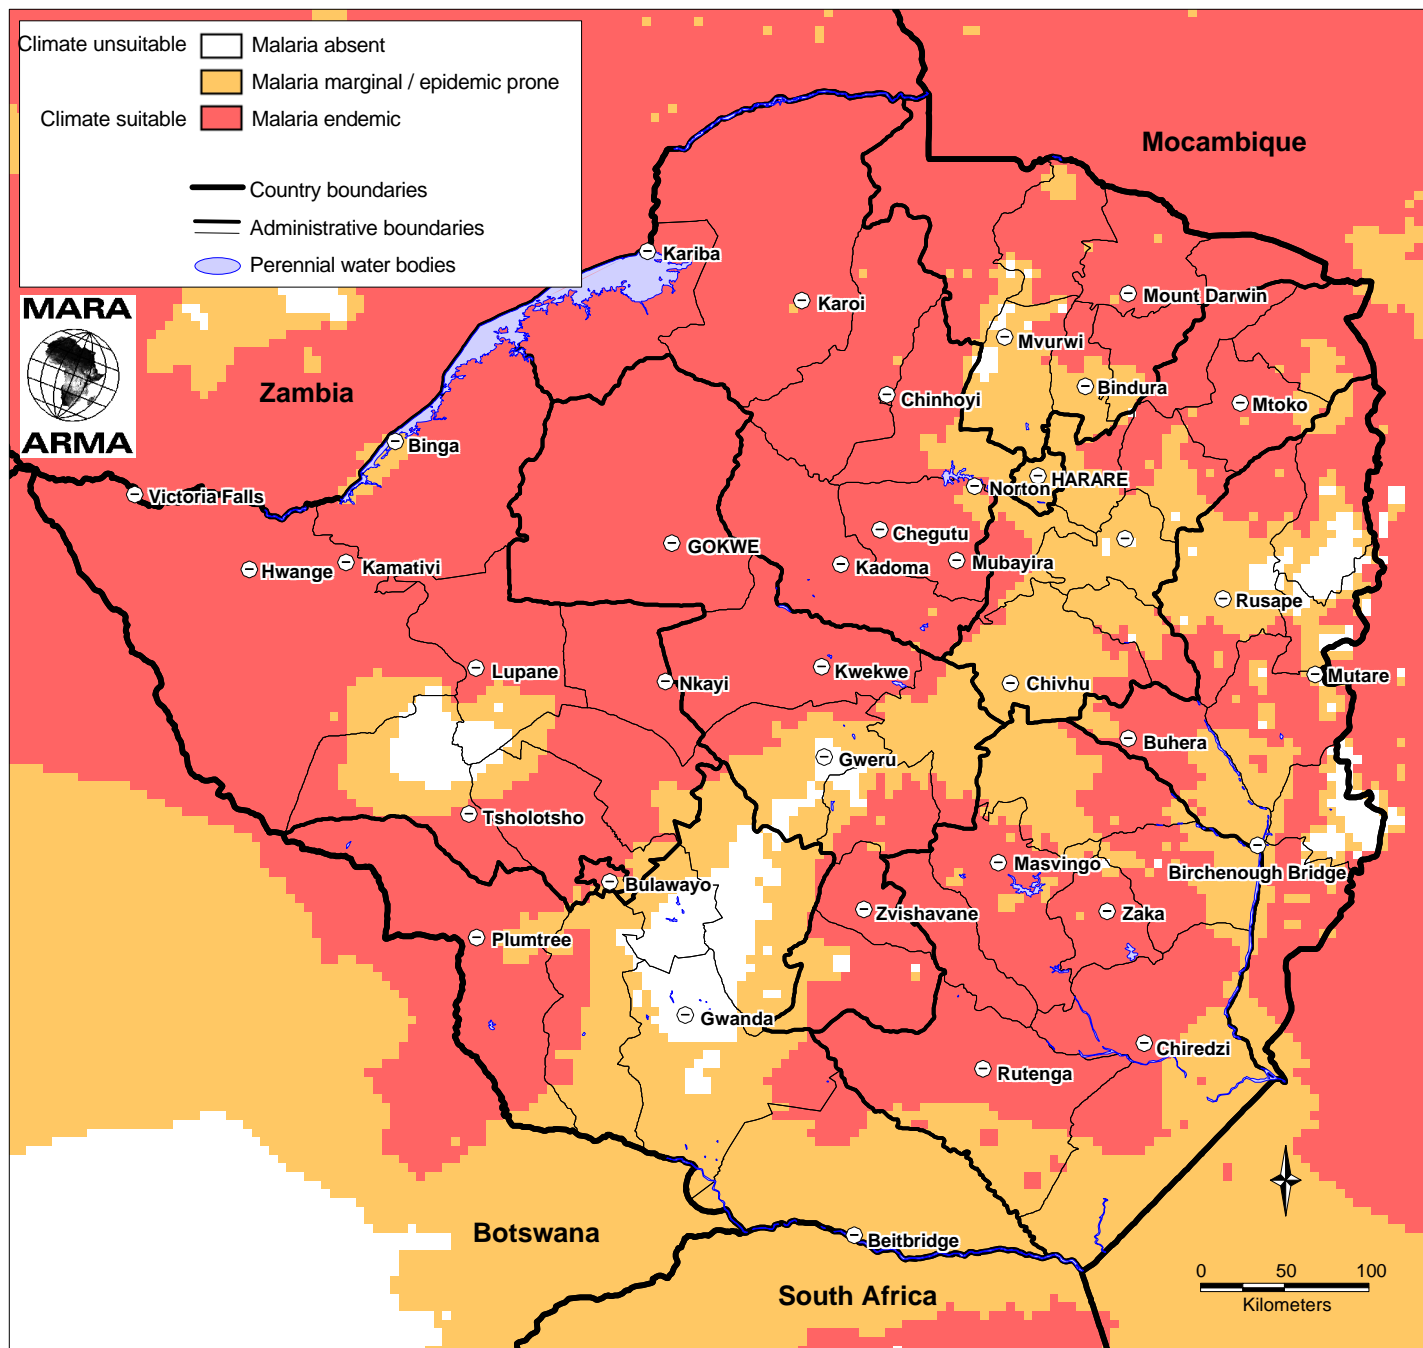 Climate unsuitable
Malaria absent
Malaria marginal / epidemic prone
Climate suitable
Malaria endemic
Country boundaries
Administrative boundaries
Perennial water bodies
MARA
ARMA
Mocambique
Zambia
Botswana
South Africa
Kariba
Karoi
Mount Darwin
Mvurwi
Bindura
Chinhoyi
Mtoko
Binga
Victoria Falls
Norton
HARARE
GOKWE
Chegutu
Kadoma
Mubayira
Hwange
Kamativi
Rusape
Lupane
Nkayi
Kwekwe
Chivhu
Mutare
Gweru
Buhera
Tsholotsho
Masvingo
Birchenough Bridge
Bulawayo
Zvishavane
Zaka
Plumtree
Gwanda
Chiredzi
Rutenga
Beitbridge
0 50 100
Kilometers